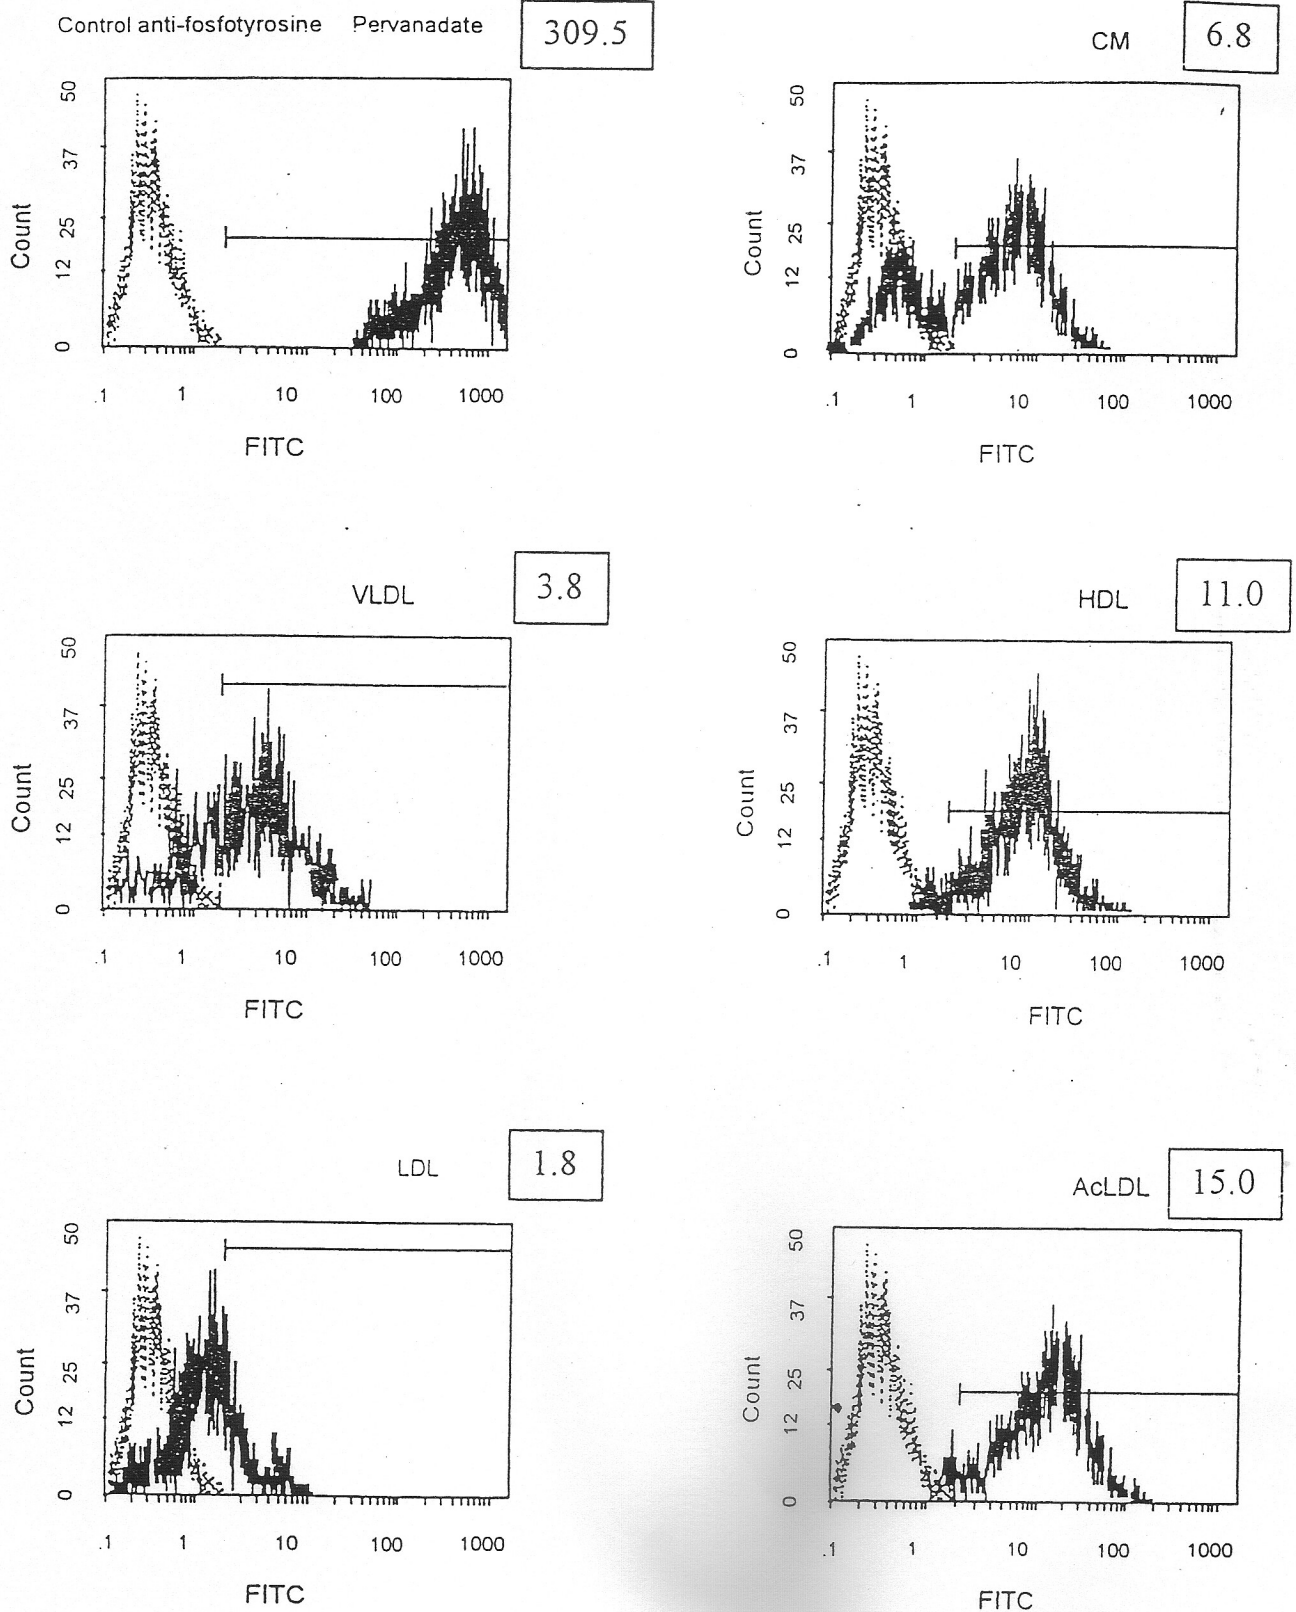 Control anti-fosfotyrosine Pervanadate 309.5
Count
50
37
25
12
0
.1 1 10 100 1000
FITC
CM 6.8
Count
50
37
25
12
0
.1 1 10 100 1000
FITC
VLDL 3.8
Count
50
37
25
12
0
.1 1 10 100 1000
FITC
HDL 11.0
Count
50
37
25
12
0
.1 1 10 100 1000
FITC
LDL 1.8
Count
50
37
25
12
0
.1 1 10 100 1000
FITC
AcLDL 15.0
Count
50
37
25
12
0
.1 1 10 100 1000
FITC